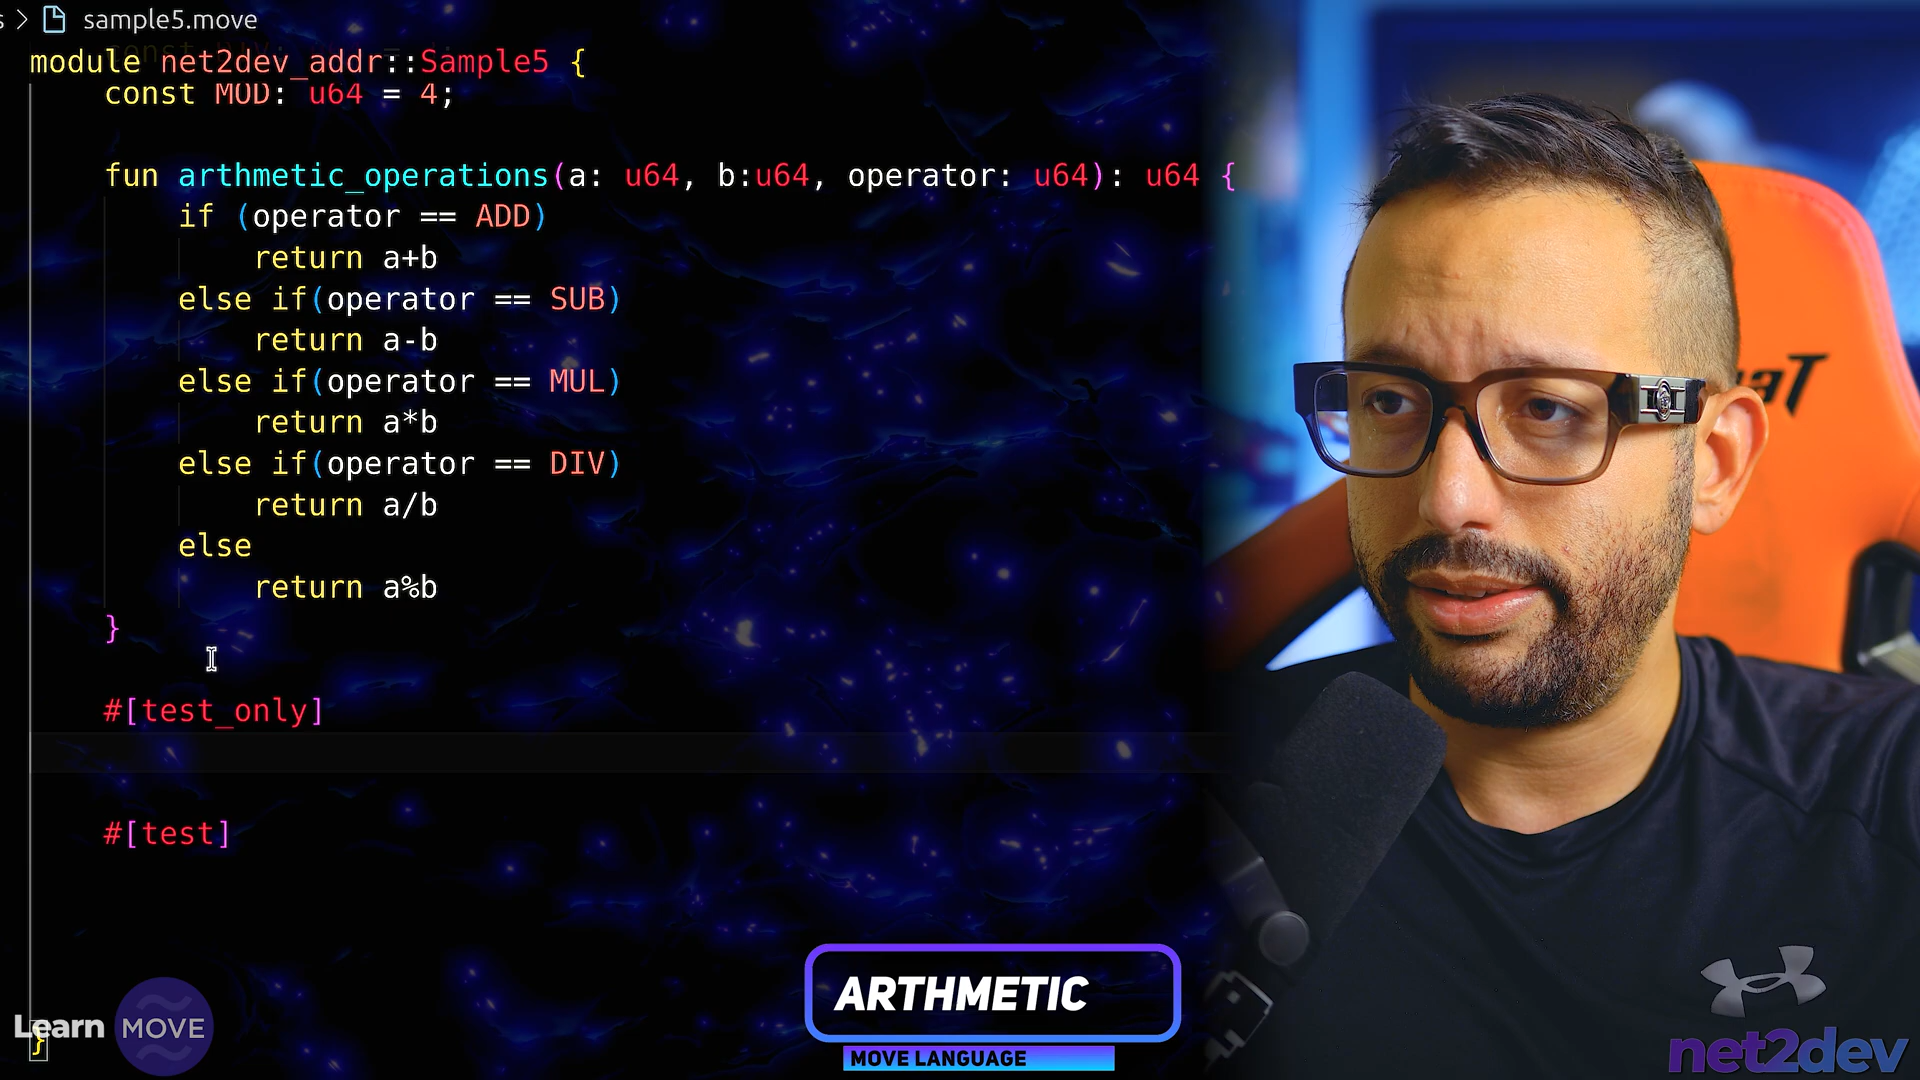 s > sample5.move
module net2dev_addr::Sample5 {
const MOD: u64 = 4;
fun arthmetic_operations(a: u64, b:u64, operator: u64): u64 {
if (operator == ADD)
return a+b
else if(operator == SUB)
return a-b
else if(operator == MUL)
return a*b
else if(operator == DIV)
return a/b
else
return a%b
}
#[test_only]
#[test]
}
Learn MOVE
ARTHMETIC
MOVE LANGUAGE
net2dev